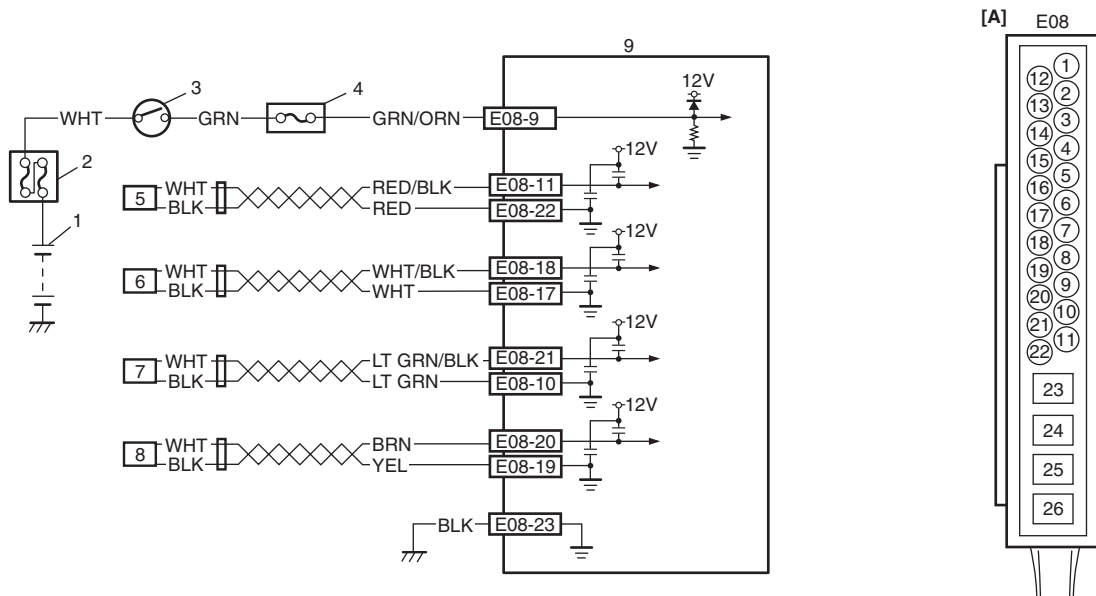 [A] E08
9
12V
3
4
WHT GRN GRN/ORN E08-9
2
12V
5 WHT RED/BLK E08-11
BLK RED E08-22
1
12V
6 WHT WHT/BLK E08-18
BLK WHT E08-17
12V
7 WHT LT GRN/BLK E08-21
BLK LT GRN E08-10
12V
8 WHT BRN E08-20
BLK YEL E08-19
BLK E08-23
1
12
2
13
3
14
4
15
5
16
6
17
7
18
8
19
9
20
10
21
11
22
23
24
25
26